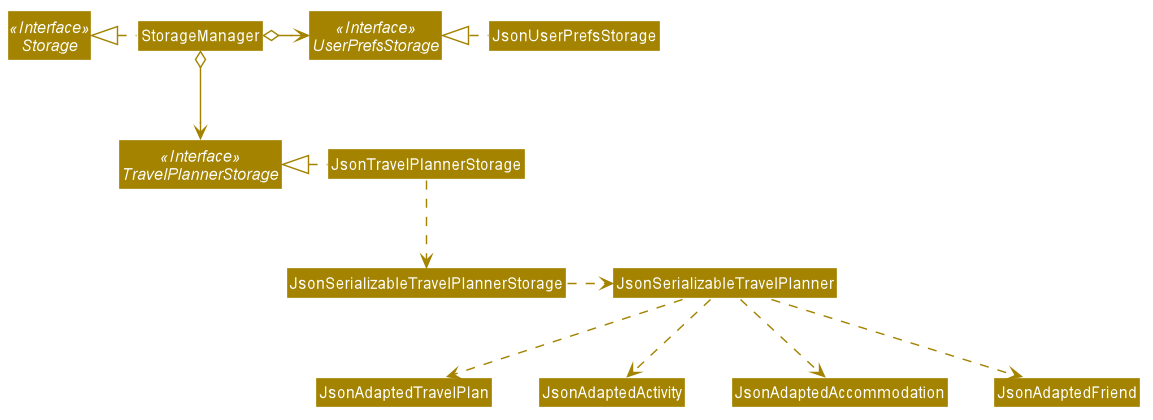 «Interface»
Storage
StorageManager
«Interface»
UserPrefsStorage
JsonUserPrefsStorage
«Interface»
TravelPlannerStorage
JsonTravelPlannerStorage
JsonSerializableTravelPlannerStorage
JsonSerializableTravelPlanner
JsonAdaptedTravelPlan
JsonAdaptedActivity
JsonAdaptedAccommodation
JsonAdaptedFriend